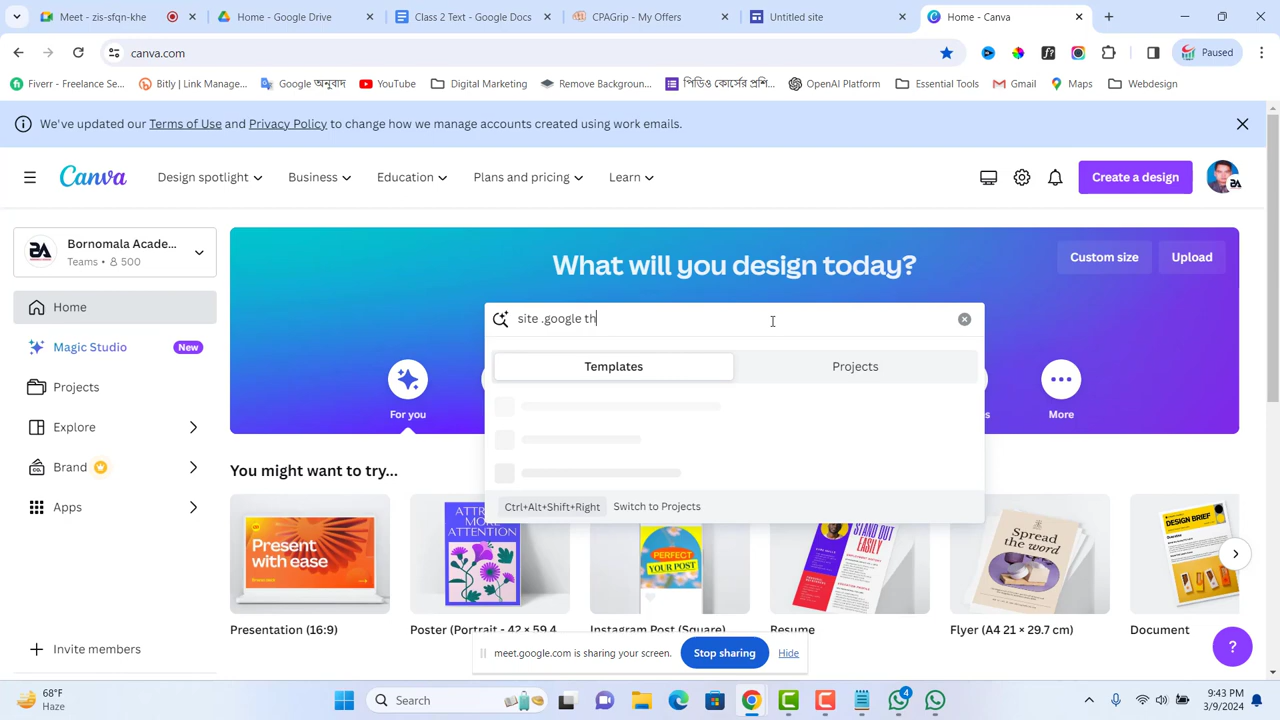 Meet - zis-sfqn-khe
Home - Google Drive
Class 2 Text - Google Docs
CPAGrip - My Offers
Untitled site
Home - Canva
canva.com
Paused
Fiverr - Freelance Se...
Bitly | Link Manage...
Google অনুবাদ
YouTube
Digital Marketing
Remove Background...
পিডিও কোর্সের প্রশি...
OpenAI Platform
Essential Tools
Gmail
Maps
Webdesign
We've updated our Terms of Use and Privacy Policy to change how we manage accounts created using work emails.
Canva
Design spotlight
Business
Education
Plans and pricing
Learn
Create a design
Bornomala Acade...
Teams • 500
What will you design today?
Custom size
Upload
Home
site .google th
Magic Studio
New
Templates
Projects
Projects
For you
More
Explore
Brand
Apps
You might want to try...
Ctrl+Alt+Shift+Right
Switch to Projects
Present with ease
PERFECT YOUR POST
STAND OUT EASILY
Spread the word
DESIGN BRIEF
Presentation (16:9)
Poster (Portrait - 42 × 59.4
Instagram Post (Square)
Resume
Flyer (A4 21 × 29.7 cm)
Document
Invite members
meet.google.com is sharing your screen.
Stop sharing
Hide
68°F
Haze
Search
4
9:43 PM
3/9/2024